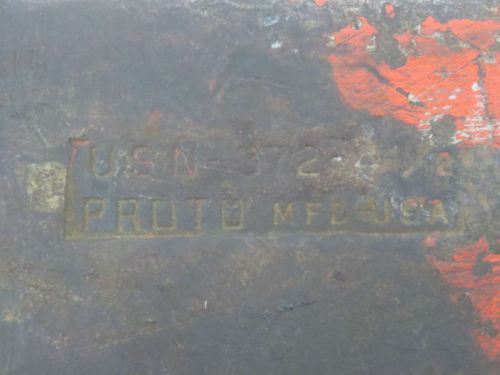 USN-372-4 1/2
PROTO MFD USA